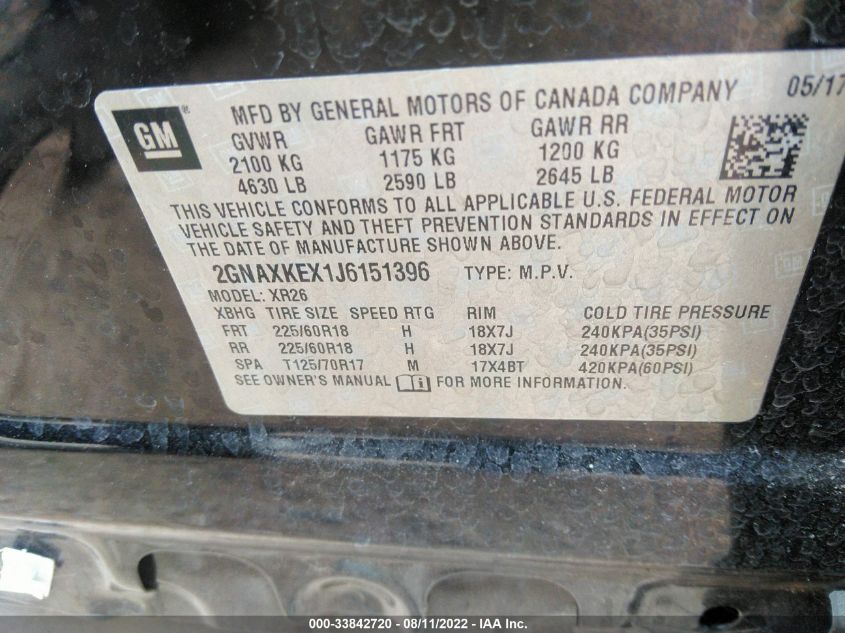 GM ® MFD BY GENERAL MOTORS OF CANADA COMPANY 05/17
GVWR GAWR FRT GAWR RR
2100 KG 1175 KG 1200 KG
4630 LB 2590 LB 2645 LB
THIS VEHICLE CONFORMS TO ALL APPLICABLE U.S. FEDERAL MOTOR
VEHICLE SAFETY AND THEFT PREVENTION STANDARDS IN EFFECT ON
THE DATE OF MANUFACTURE SHOWN ABOVE.
2GNAXKEX1J6151396 TYPE: M.P.V.
MODEL: XR26
XBHG TIRE SIZE SPEED RTG RIM COLD TIRE PRESSURE
FRT 225/60R18 H 18X7J 240KPA(35PSI)
RR 225/60R18 H 18X7J 240KPA(35PSI)
SPA T125/70R17 M 17X4BT 420KPA(60PSI)
SEE OWNER'S MANUAL FOR MORE INFORMATION.
000-33842720 - 08/11/2022 - IAA Inc.